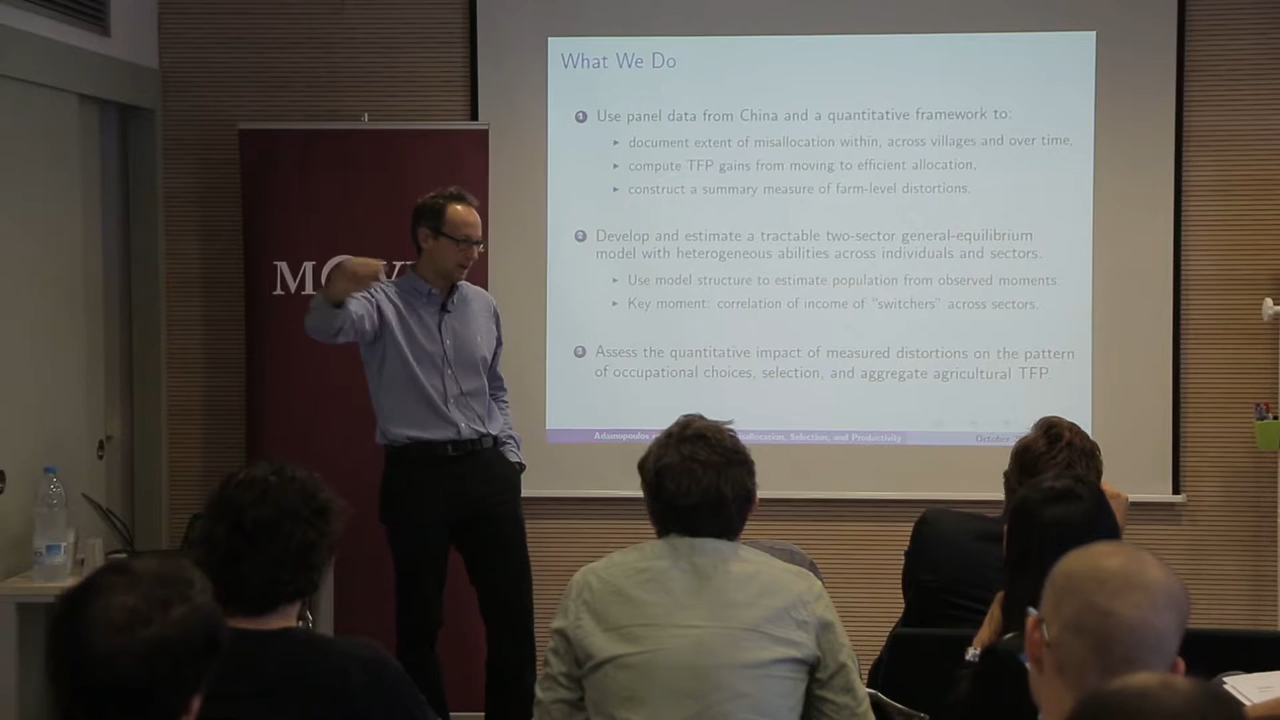 What We Do
1 Use panel data from China and a quantitative framework to:
▸ document extent of misallocation within, across villages and over time,
▸ compute TFP gains from moving to efficient allocation,
▸ construct a summary measure of farm-level distortions.
2 Develop and estimate a tractable two-sector general-equilibrium
model with heterogeneous abilities across individuals and sectors.
▸ Use model structure to estimate population from observed moments.
▸ Key moment: correlation of income of "switchers" across sectors.
3 Assess the quantitative impact of measured distortions on the pattern
of occupational choices, selection, and aggregate agricultural TFP.
Adamopoulos Selection, and Productivity October